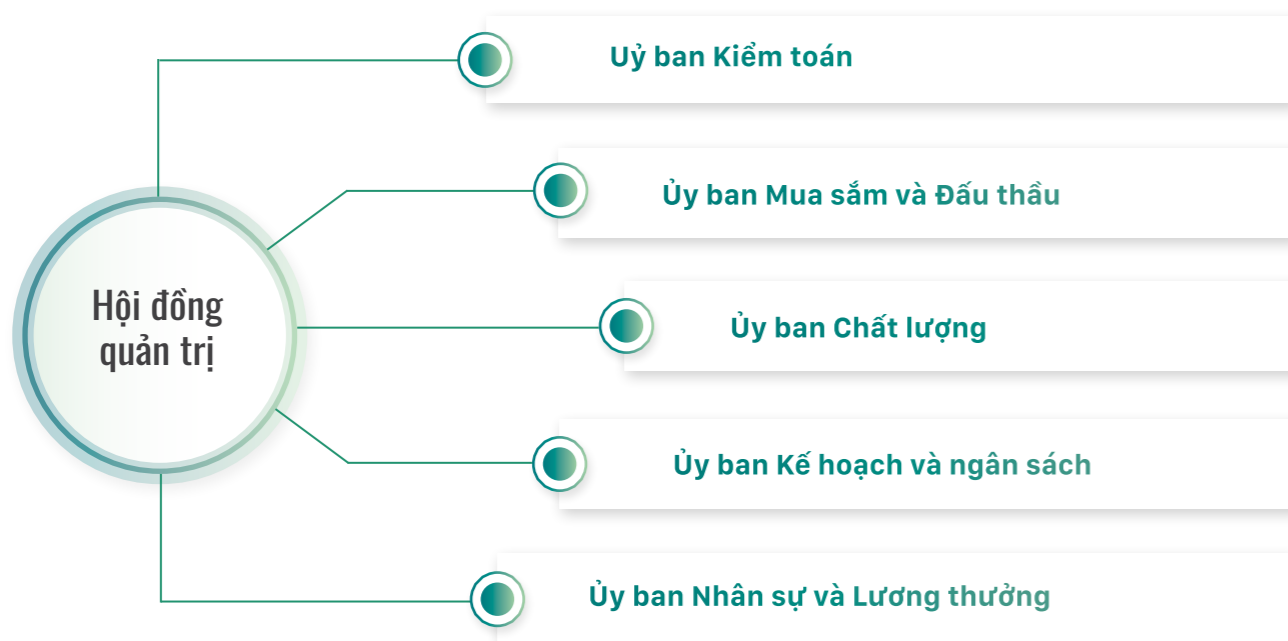 Uỷ ban Kiểm toán
Ủy ban Mua sắm và Đấu thầu
Hội đồng
quản trị
Ủy ban Chất lượng
Ủy ban Kế hoạch và ngân sách
Ủy ban Nhân sự và Lương thưởng